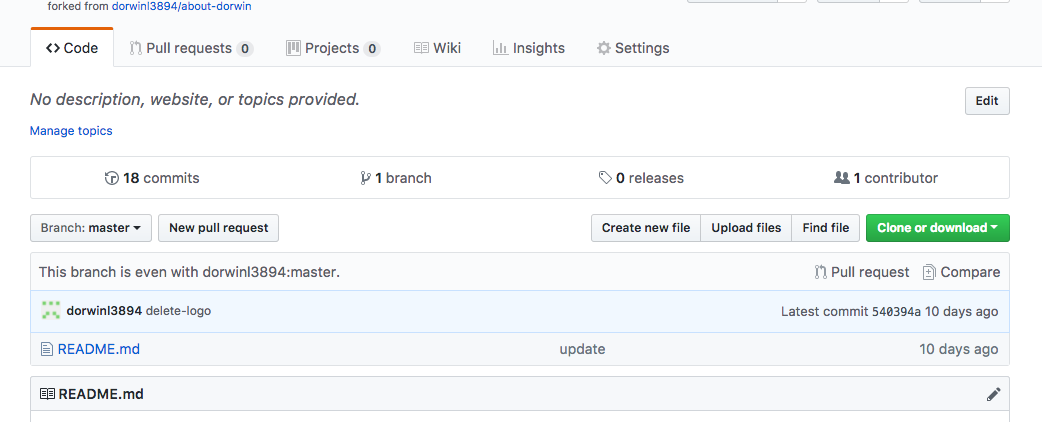 forked from dorwinl3894/about-dorwin
Code Pull requests 0 Projects 0 Wiki Insights Settings
No description, website, or topics provided. Edit
Manage topics
18 commits 1 branch 0 releases 1 contributor
Branch: master New pull request Create new file Upload files Find file Clone or download
This branch is even with dorwinl3894:master. Pull request Compare
dorwinl3894 delete-logo Latest commit 540394a 10 days ago
README.md update 10 days ago
README.md